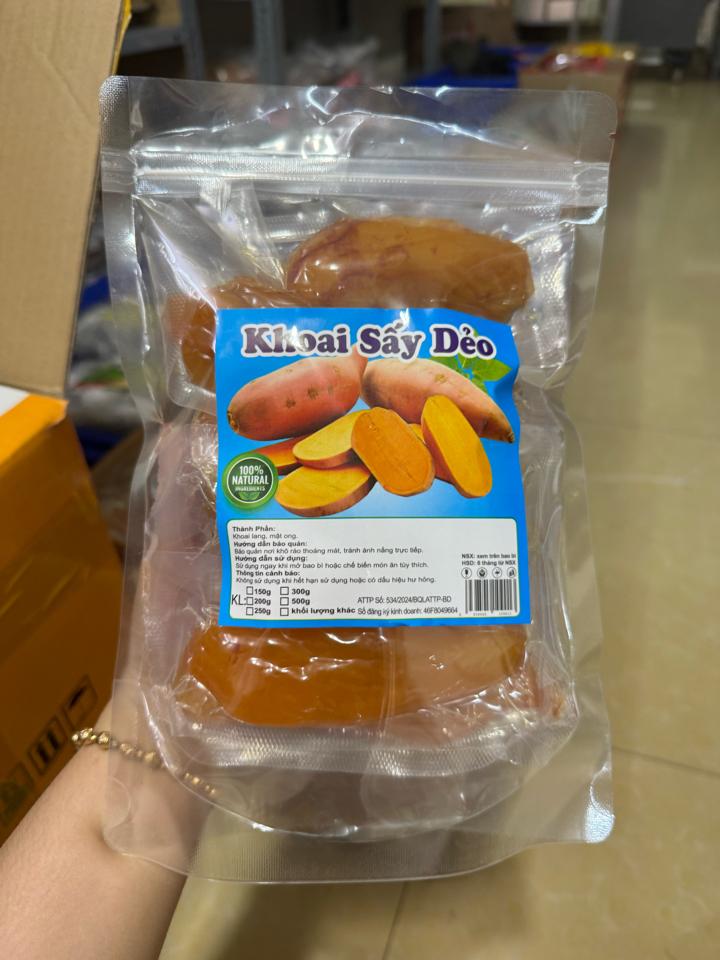 Khoai Sấy Dẻo
100%
NATURAL
INGREDIENTS
Thành Phần:
Khoai lang, mật ong.
Hướng dẫn bảo quản:
Bảo quản nơi khô ráo thoáng mát, tránh ánh nắng trực tiếp.
Hướng dẫn sử dụng:
Sử dụng ngay khi mở bao bì hoặc chế biến món ăn tùy thích.
Thông tin cảnh báo:
Không sử dụng khi hết hạn sử dụng hoặc có dấu hiệu hư hỏng.
NSX: xem trên bao bì
HSD: 6 tháng từ NSX
KL:
150g
300g
200g
500g
250g
khối lượng khác
ATTP Số: 534/2024/BQLATTP-BD
Số đăng ký kinh doanh: 46F8049664